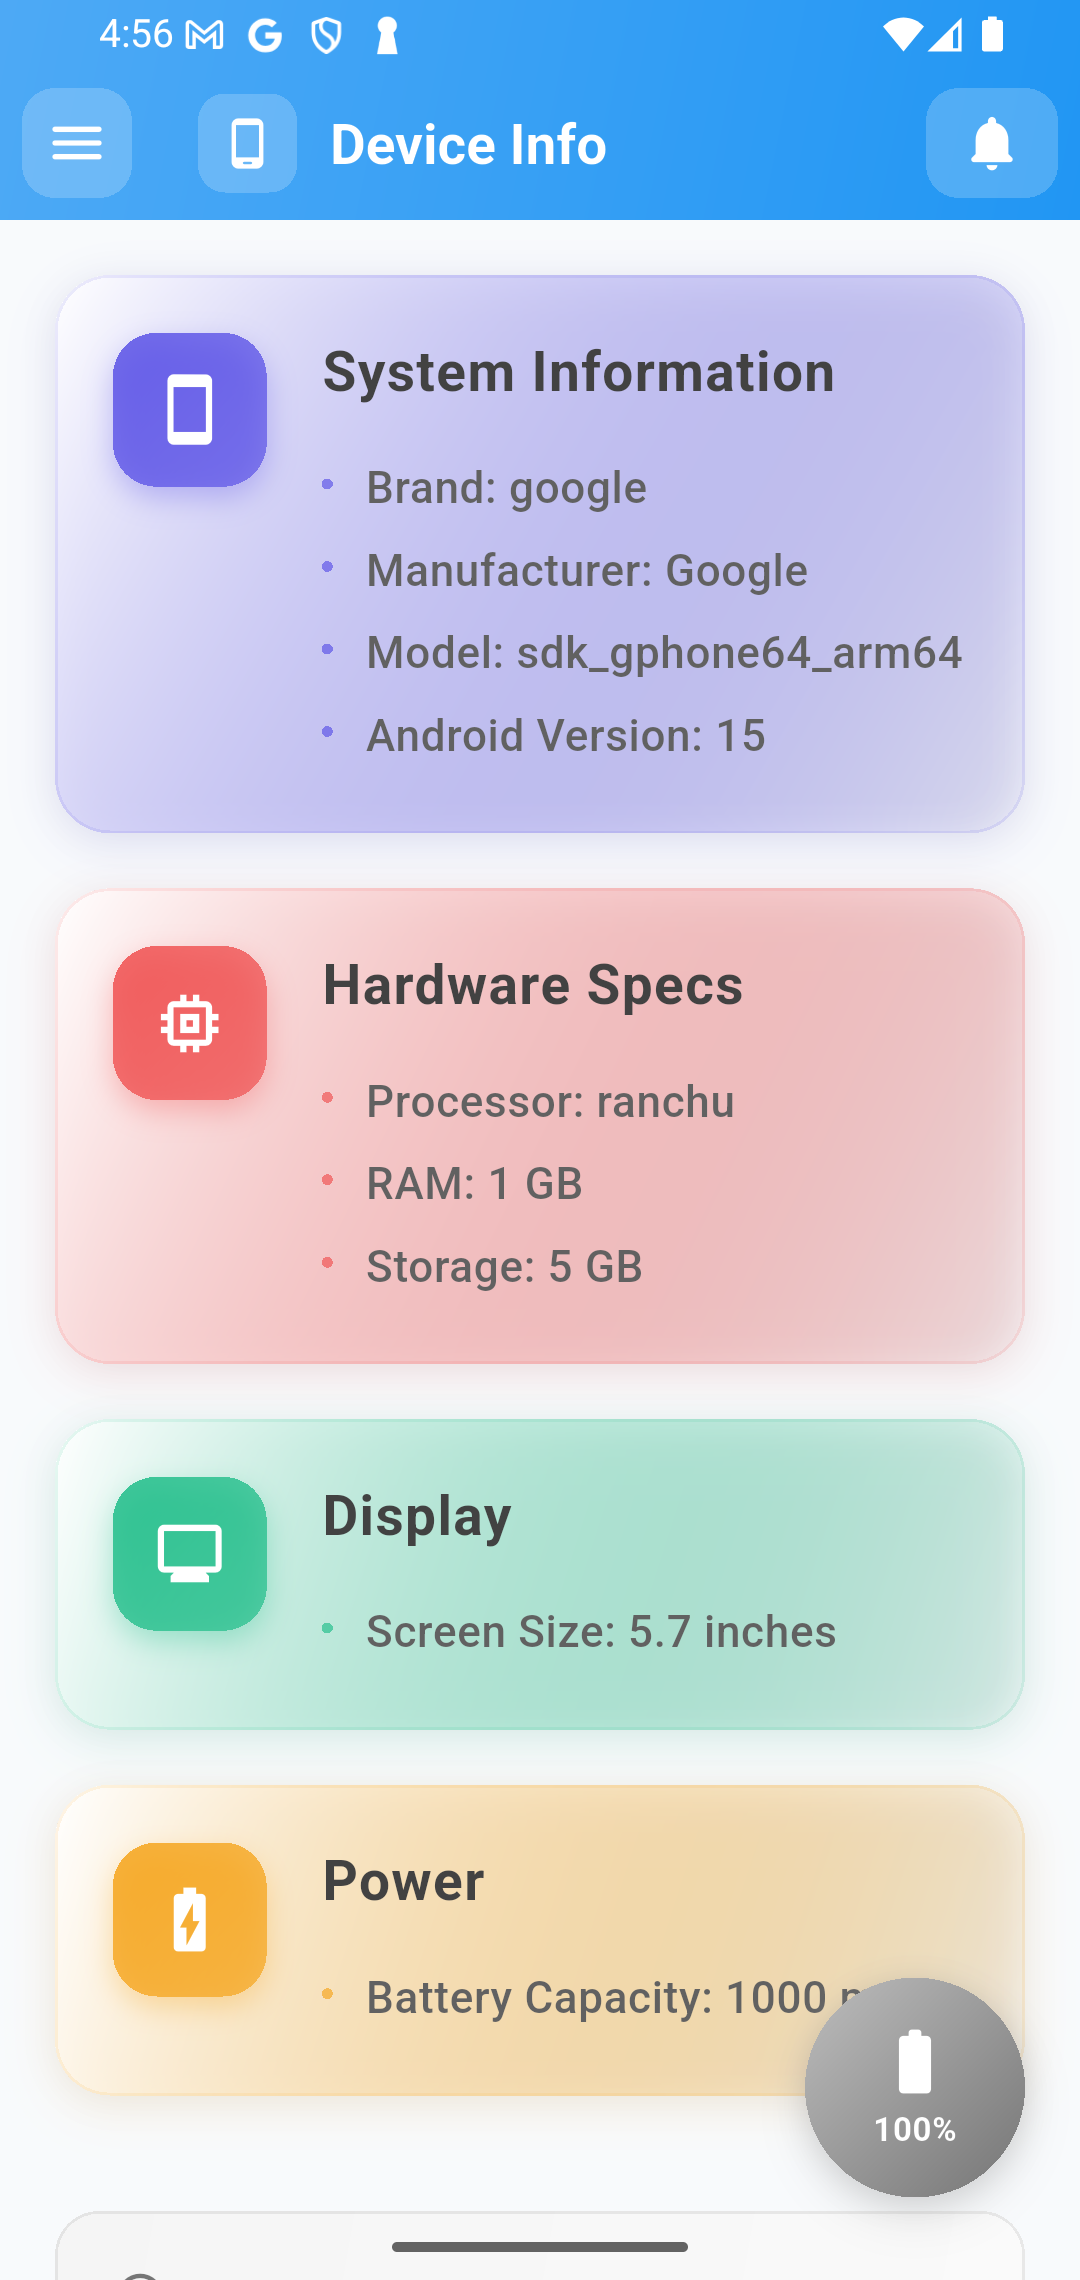 4:56
Device Info
System Information
Brand: google
Manufacturer: Google
Model: sdk_gphone64_arm64
Android Version: 15
Hardware Specs
Processor: ranchu
RAM: 1 GB
Storage: 5 GB
Display
Screen Size: 5.7 inches
Power
Battery Capacity: 1000
100%